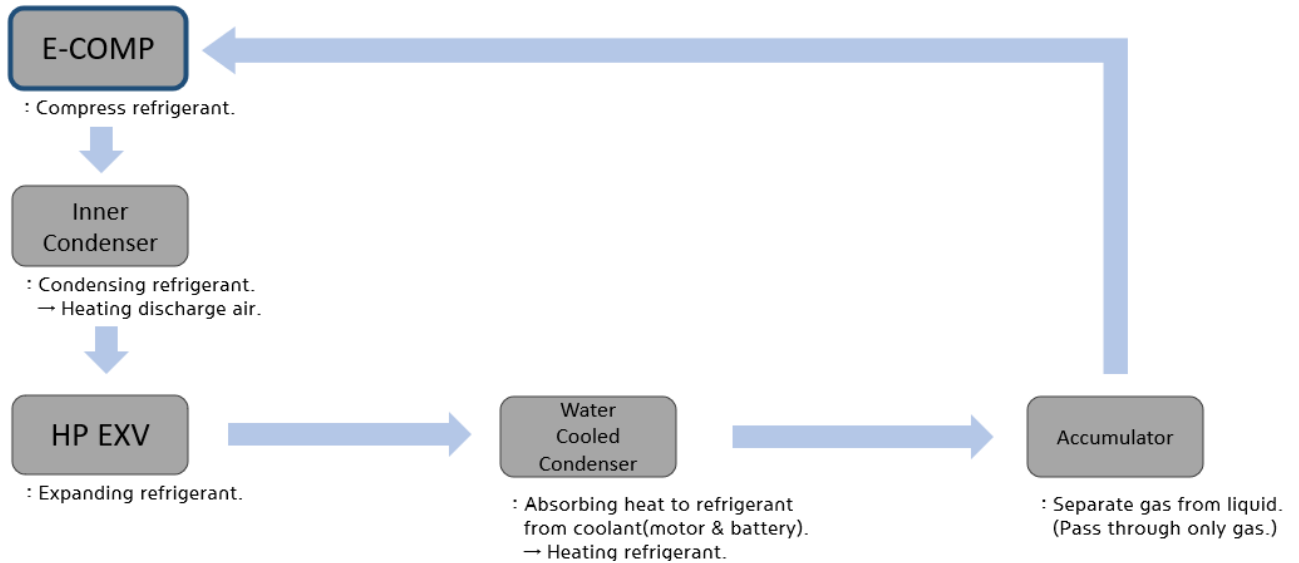 E-COMP
: Compress refrigerant.
Inner
Condenser
: Condensing refrigerant.
→ Heating discharge air.
HP EXV
: Expanding refrigerant.
Water
Cooled
Condenser
: Absorbing heat to refrigerant
from coolant(motor & battery).
→ Heating refrigerant.
Accumulator
: Separate gas from liquid.
(Pass through only gas.)